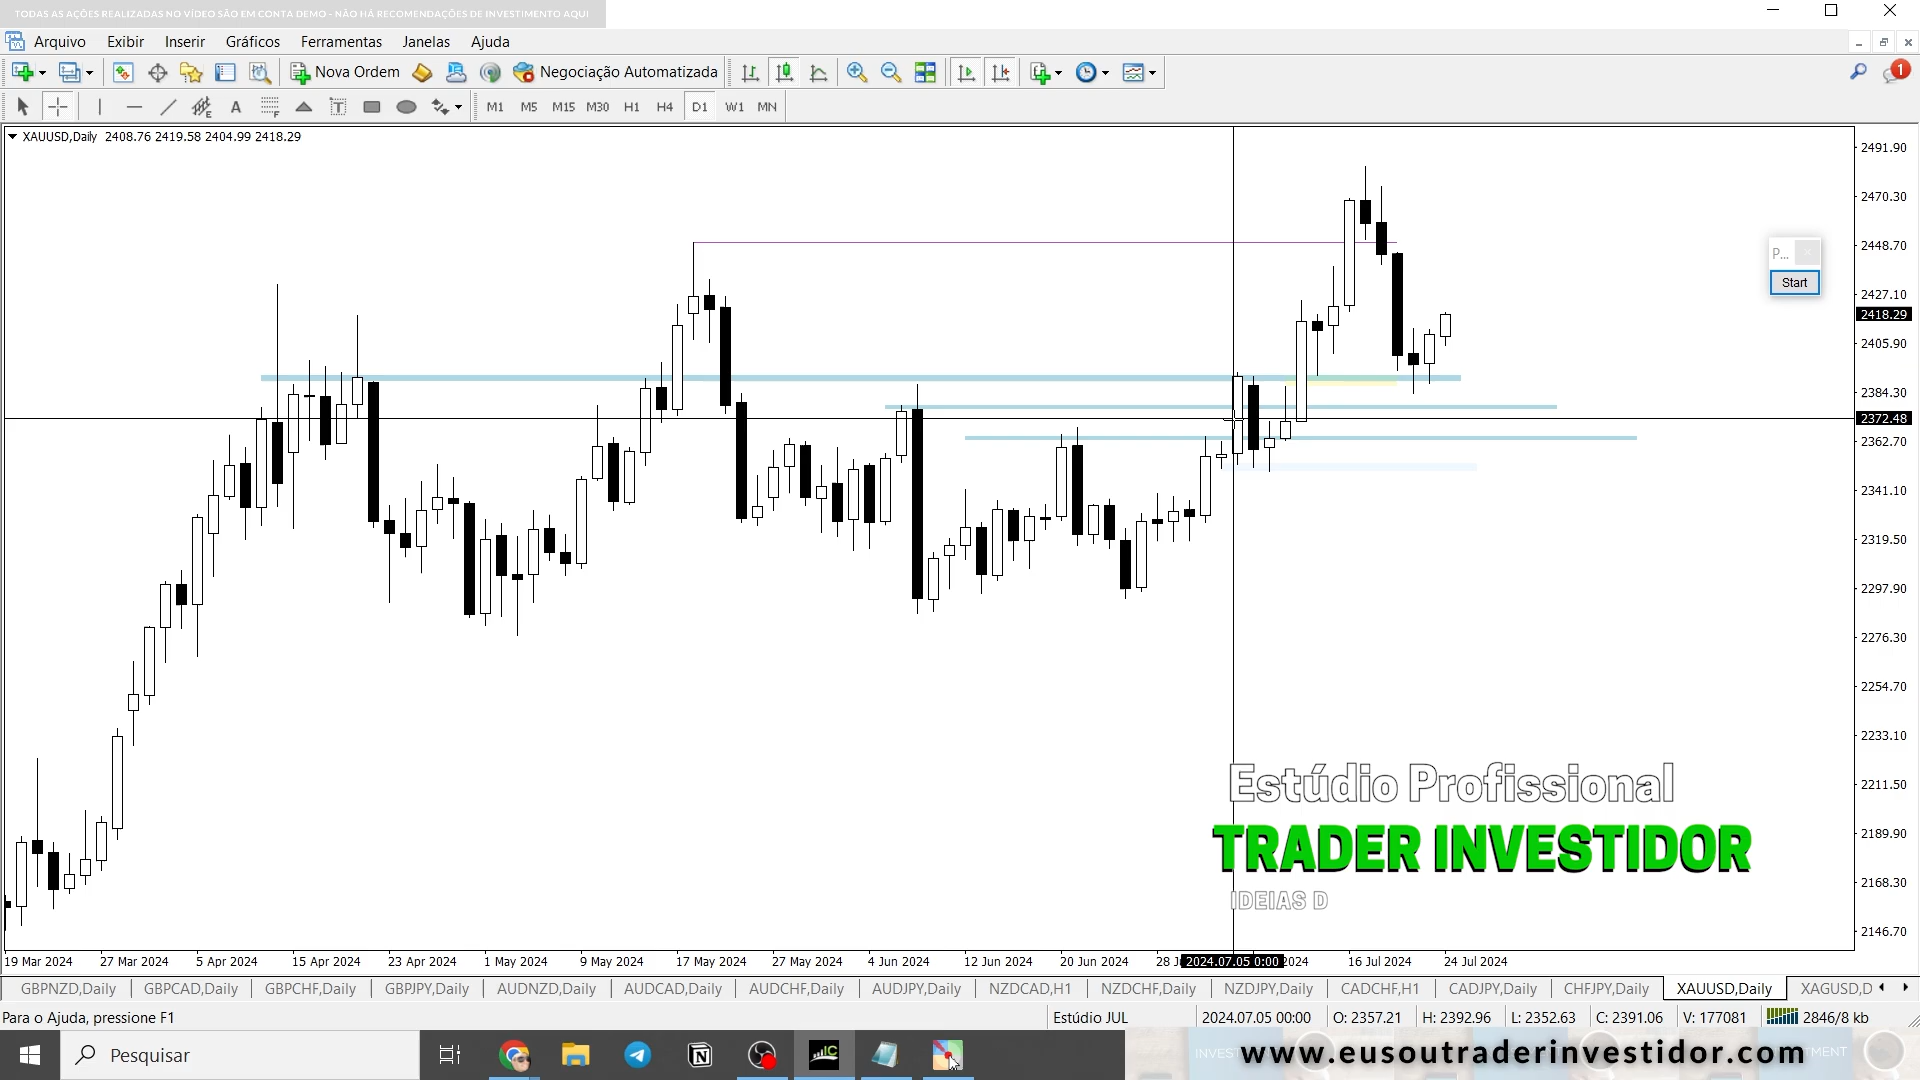 TODAS AS AÇÕES REALIZADAS NO VÍDEO SÃO EM CONTA DEMO - NÃO HÁ RECOMENDAÇÕES DE INVESTIMENTO AQUI
Arquivo Exibir Inserir Gráficos Ferramentas Janelas Ajuda
Nova Ordem Negociação Automatizada 1
A M1 M5 M15 M30 H1 H4 D1 W1 MN
XAUUSD,Daily 2408.76 2419.58 2404.99 2418.29
2491.90
2470.30
2448.70
P...
Start
2427.10
2418.29
2405.90
2384.30
2372.48
2362.70
2341.10
2319.50
2297.90
2276.30
2254.70
2233.10
2211.50
2189.90
2168.30
2146.70
Estúdio Profissional
TRADER INVESTIDOR
IDEIAS D
19 Mar 2024 27 Mar 2024 5 Apr 2024 15 Apr 2024 23 Apr 2024 1 May 2024 9 May 2024 17 May 2024 27 May 2024 4 Jun 2024 12 Jun 2024 20 Jun 2024 28 J 2024.07.05 0:00 2024 16 Jul 2024 24 Jul 2024
GBPNZD,Daily GBPCAD,Daily GBPCHF,Daily GBPJPY,Daily AUDNZD,Daily AUDCAD,Daily AUDCHF,Daily AUDJPY,Daily NZDCAD,H1 NZDCHF,Daily NZDJPY,Daily CADCHF,H1 CADJPY,Daily CHFJPY,Daily XAUUSD,Daily XAGUSD,D
Para o Ajuda, pressione F1 Estúdio JUL 2024.07.05 00:00 O: 2357.21 H: 2392.96 L: 2352.63 C: 2391.06 V: 177081 2846/8 kb
Pesquisar
www.eusoutraderinvestidor.com